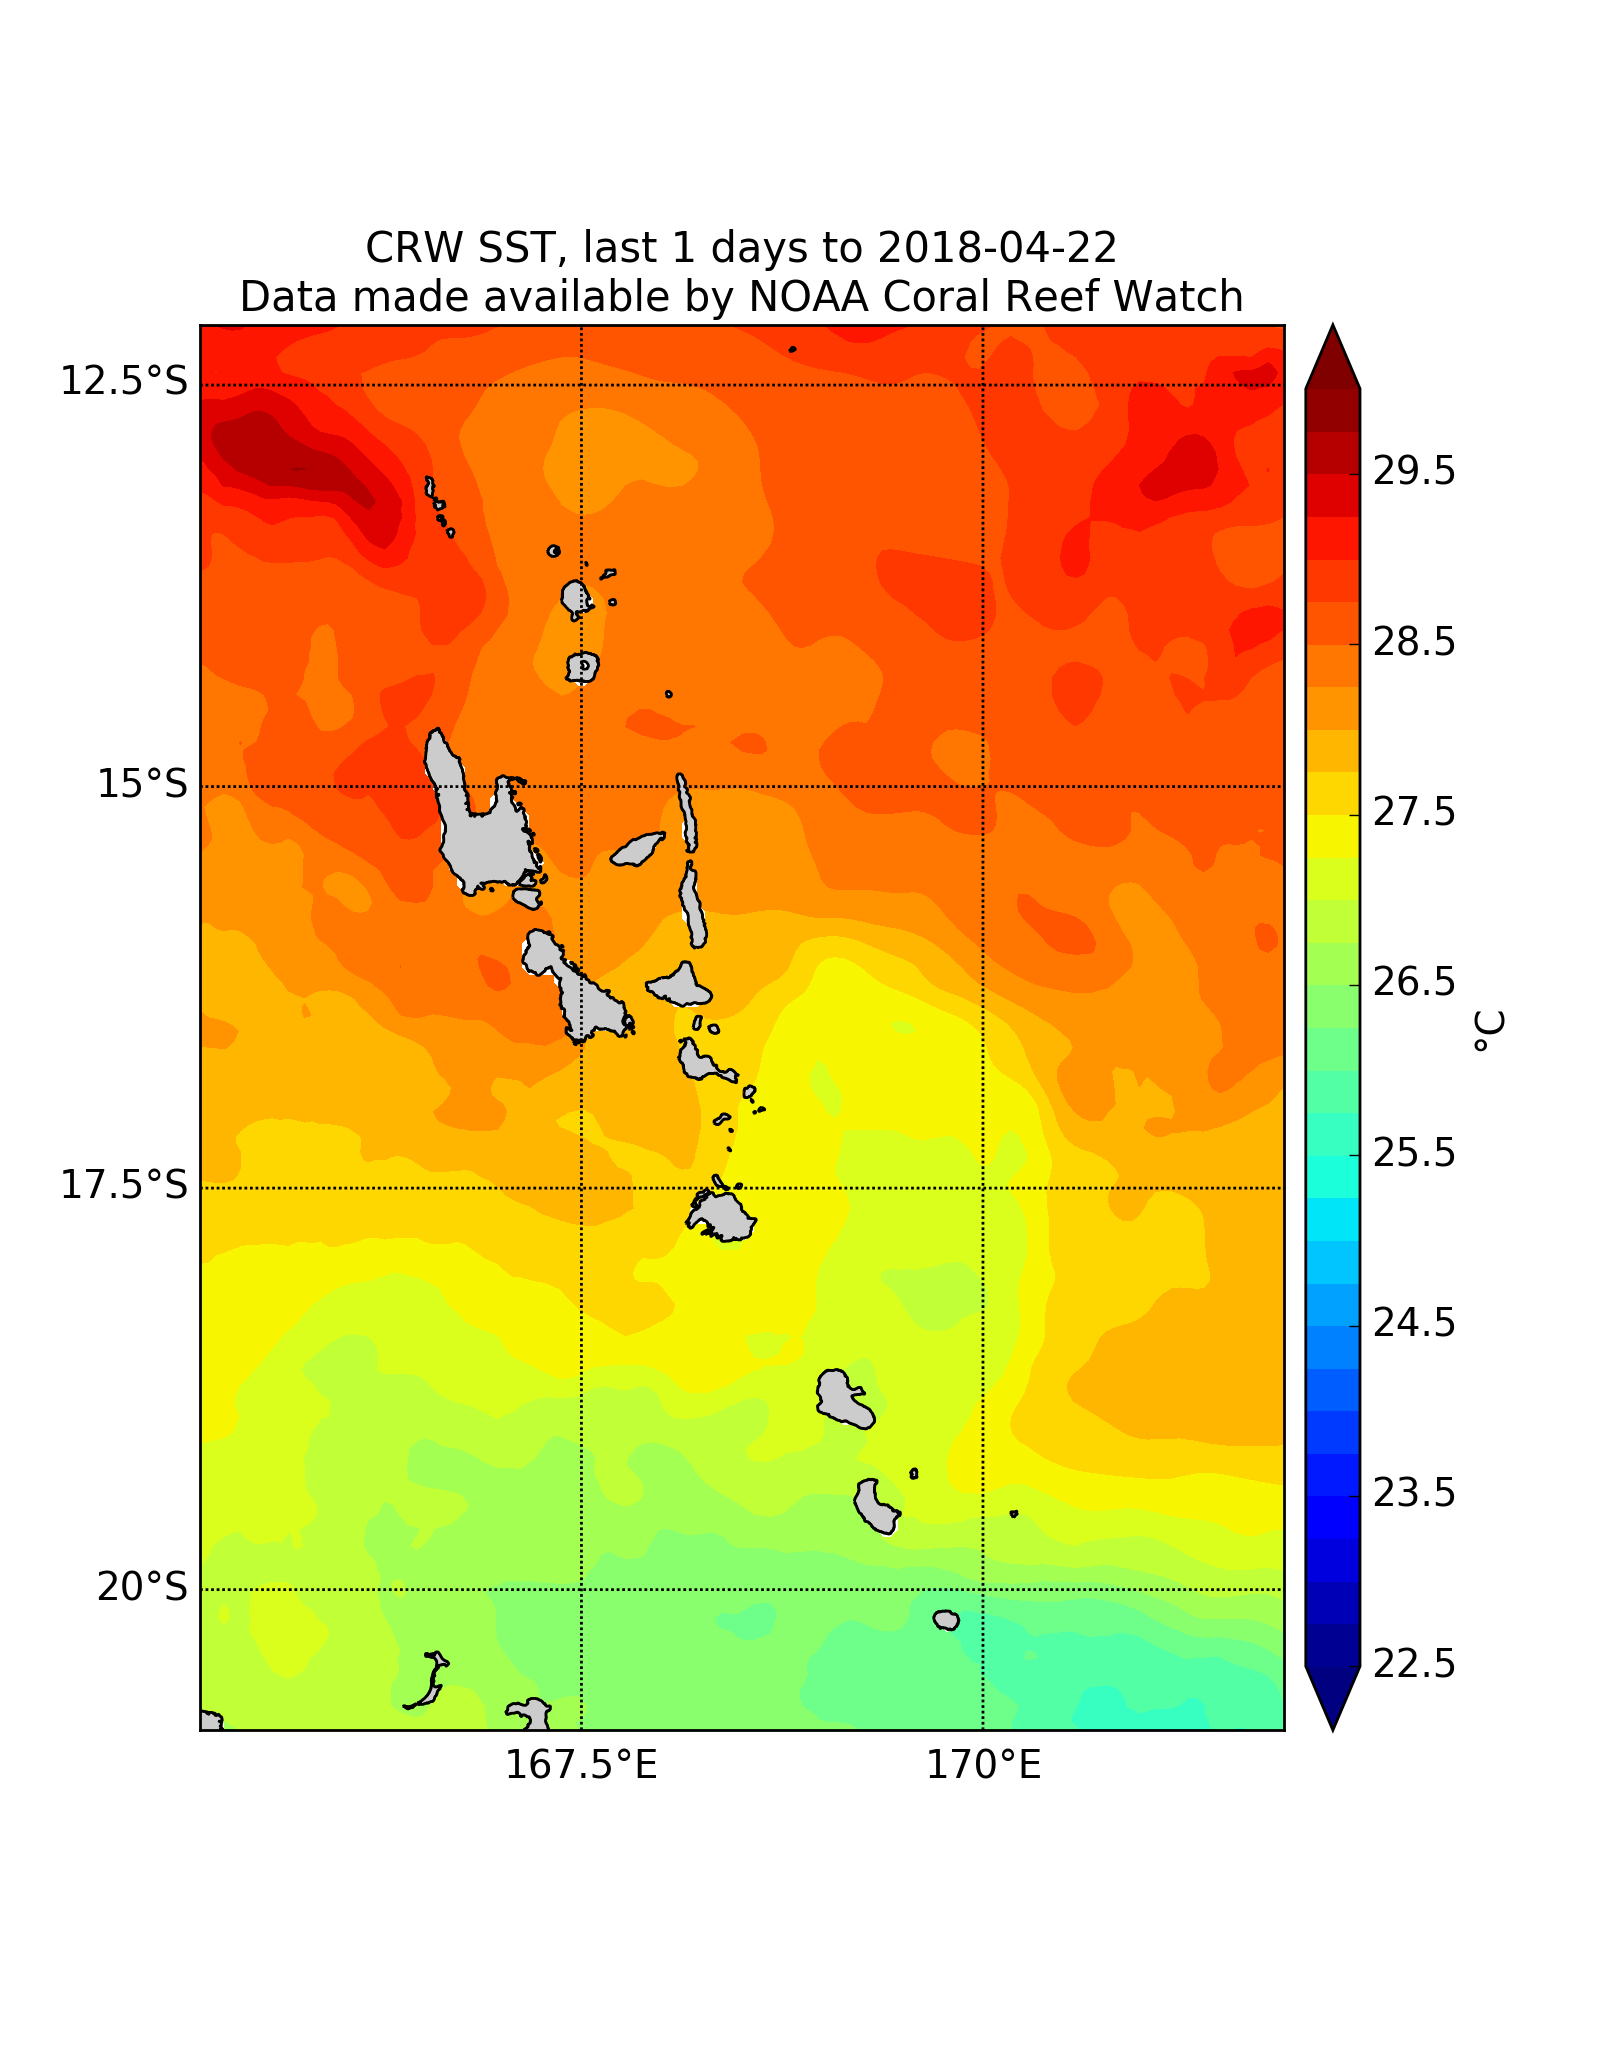 CRW SST, last 1 days to 2018-04-22
Data made available by NOAA Coral Reef Watch
12.5°S
15°S
17.5°S
20°S
167.5°E
170°E
29.5
28.5
27.5
26.5
25.5
24.5
23.5
22.5
°C